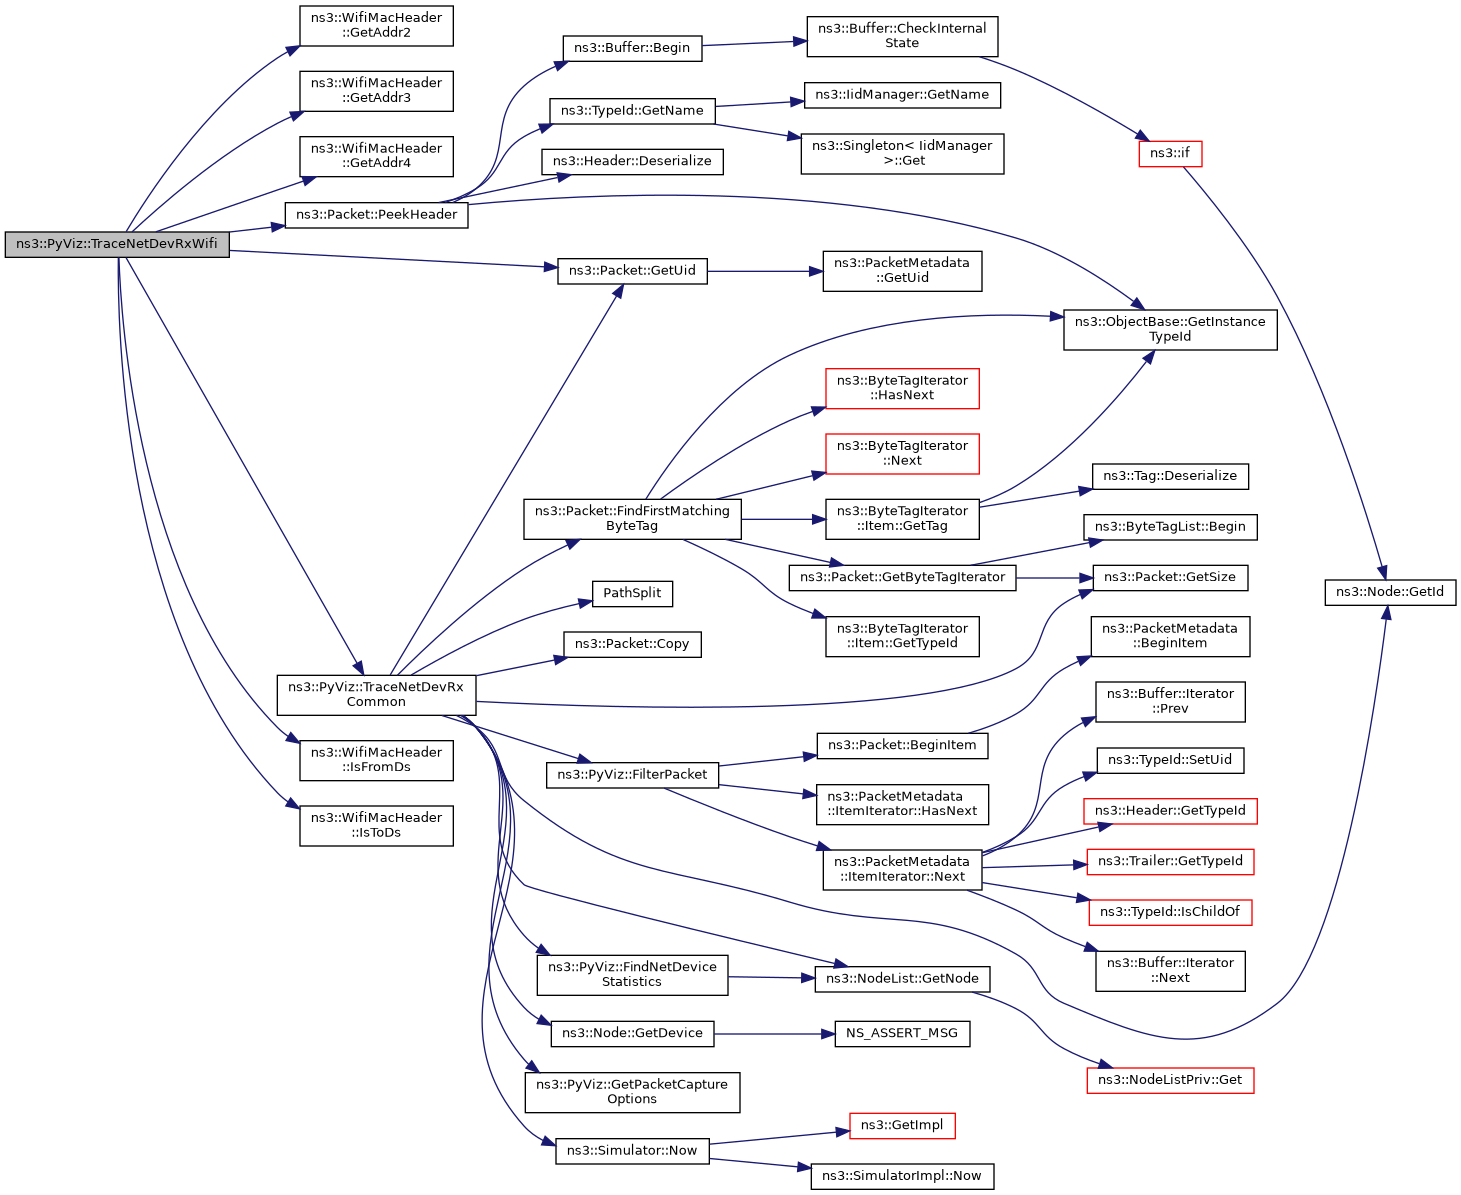 ns3::WifiMacHeader
::GetAddr2
ns3::WifiMacHeader
::GetAddr3
ns3::WifiMacHeader
::GetAddr4
ns3::Packet::PeekHeader
ns3::PyViz::TraceNetDevRxWifi
ns3::PyViz::TraceNetDevRx
Common
ns3::WifiMacHeader
::IsFromDs
ns3::WifiMacHeader
::IsToDs
ns3::Buffer::Begin
ns3::TypeId::GetName
ns3::Header::Deserialize
ns3::Packet::GetUid
ns3::Packet::FindFirstMatching
ByteTag
PathSplit
ns3::Packet::Copy
ns3::PyViz::FilterPacket
ns3::PyViz::FindNetDevice
Statistics
ns3::Node::GetDevice
ns3::PyViz::GetPacketCapture
Options
ns3::Simulator::Now
ns3::Buffer::CheckInternal
State
ns3::IidManager::GetName
ns3::Singleton< IidManager
>::Get
ns3::PacketMetadata
::GetUid
ns3::ByteTagIterator
::HasNext
ns3::ByteTagIterator
::Next
ns3::ByteTagIterator
::Item::GetTag
ns3::Packet::GetByteTagIterator
ns3::ByteTagIterator
::Item::GetTypeId
ns3::Packet::BeginItem
ns3::PacketMetadata
::ItemIterator::HasNext
ns3::PacketMetadata
::ItemIterator::Next
ns3::NodeList::GetNode
NS_ASSERT_MSG
ns3::GetImpl
ns3::SimulatorImpl::Now
ns3::if
ns3::ObjectBase::GetInstance
TypeId
ns3::Tag::Deserialize
ns3::ByteTagList::Begin
ns3::Packet::GetSize
ns3::PacketMetadata
::BeginItem
ns3::Buffer::Iterator
::Prev
ns3::TypeId::SetUid
ns3::Header::GetTypeId
ns3::Trailer::GetTypeId
ns3::TypeId::IsChildOf
ns3::Buffer::Iterator
::Next
ns3::NodeListPriv::Get
ns3::Node::GetId